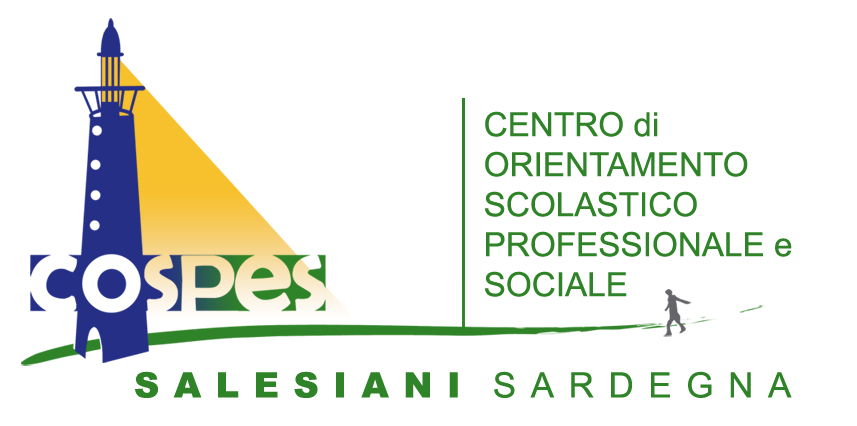 cospes
CENTRO di
ORIENTAMENTO
SCOLASTICO
PROFESSIONALE e
SOCIALE
SALESIANI SARDEGNA